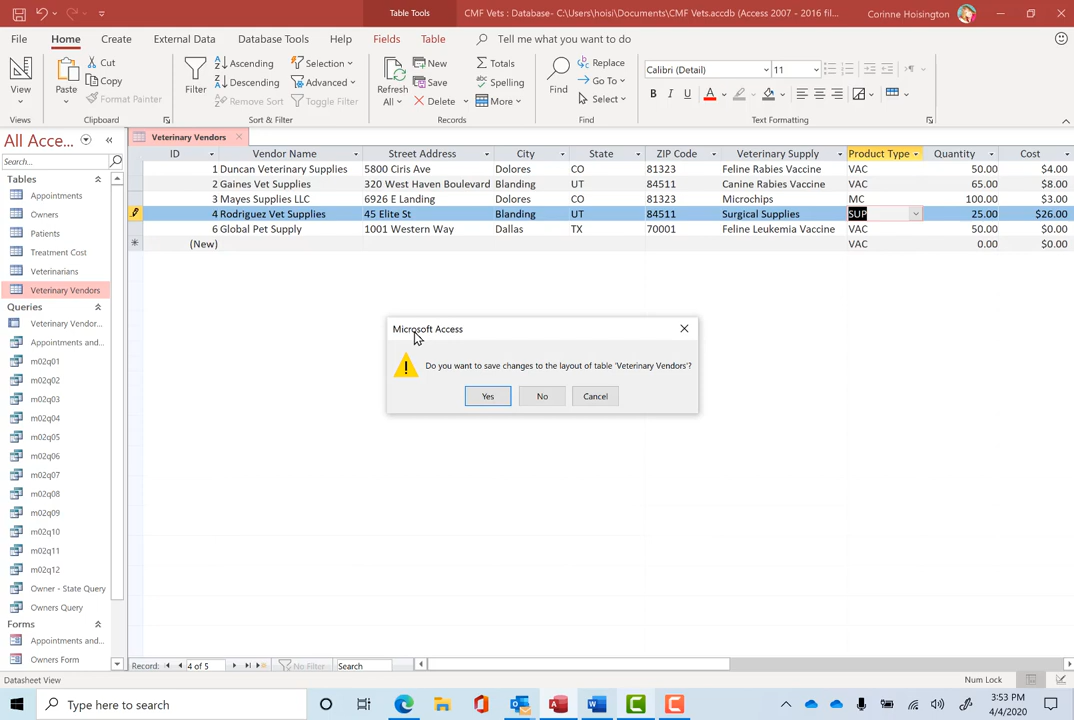 Table Tools
CMF Vets : Database- C:\Users\hoisi\Documents\CMF Vets.accdb (Access 2007 - 2016 fil...
Corinne Hoisington
File Home Create External Data Database Tools Help Fields Table Tell me what you want to do
View
Views
Paste
Cut
Copy
Format Painter
Clipboard
Filter
Ascending
Descending
Remove Sort
Selection
Advanced
Toggle Filter
Sort & Filter
Refresh
All
New
Save
Delete
Totals
Spelling
More
Records
Find
Replace
Go To
Select
Find
Calibri (Detail) 11
B I U A
Text Formatting
All Acce...
Search...
Tables
Appointments
Owners
Patients
Treatment Cost
Veterinarians
Veterinary Vendors
Queries
Veterinary Vendor...
Appointments and...
m02q01
m02q02
m02q03
m02q04
m02q05
m02q06
m02q07
m02q08
m02q09
m02q10
m02q11
m02q12
Owner - State Query
Owners Query
Forms
Appointments and...
Owners Form
Veterinary Vendors
ID Vendor Name Street Address City State ZIP Code Veterinary Supply Product Type Quantity Cost
1 Duncan Veterinary Supplies 5800 Ciris Ave Dolores CO 81323 Feline Rabies Vaccine VAC 50.00 $4.00
2 Gaines Vet Supplies 320 West Haven Boulevard Blanding UT 84511 Canine Rabies Vaccine VAC 65.00 $8.00
3 Mayes Supplies LLC 6926 E Landing Dolores CO 81323 Microchips MC 100.00 $3.00
4 Rodriguez Vet Supplies 45 Elite St Blanding UT 84511 Surgical Supplies SUP 25.00 $26.00
6 Global Pet Supply 1001 Western Way Dallas TX 70001 Feline Leukemia Vaccine VAC 50.00 $0.00
(New) VAC 0.00 $0.00
Microsoft Access
Do you want to save changes to the layout of table 'Veterinary Vendors'?
Yes No Cancel
Record: 4 of 5 No Filter Search
Datasheet View
Num Lock
Type here to search
3:53 PM
4/4/2020